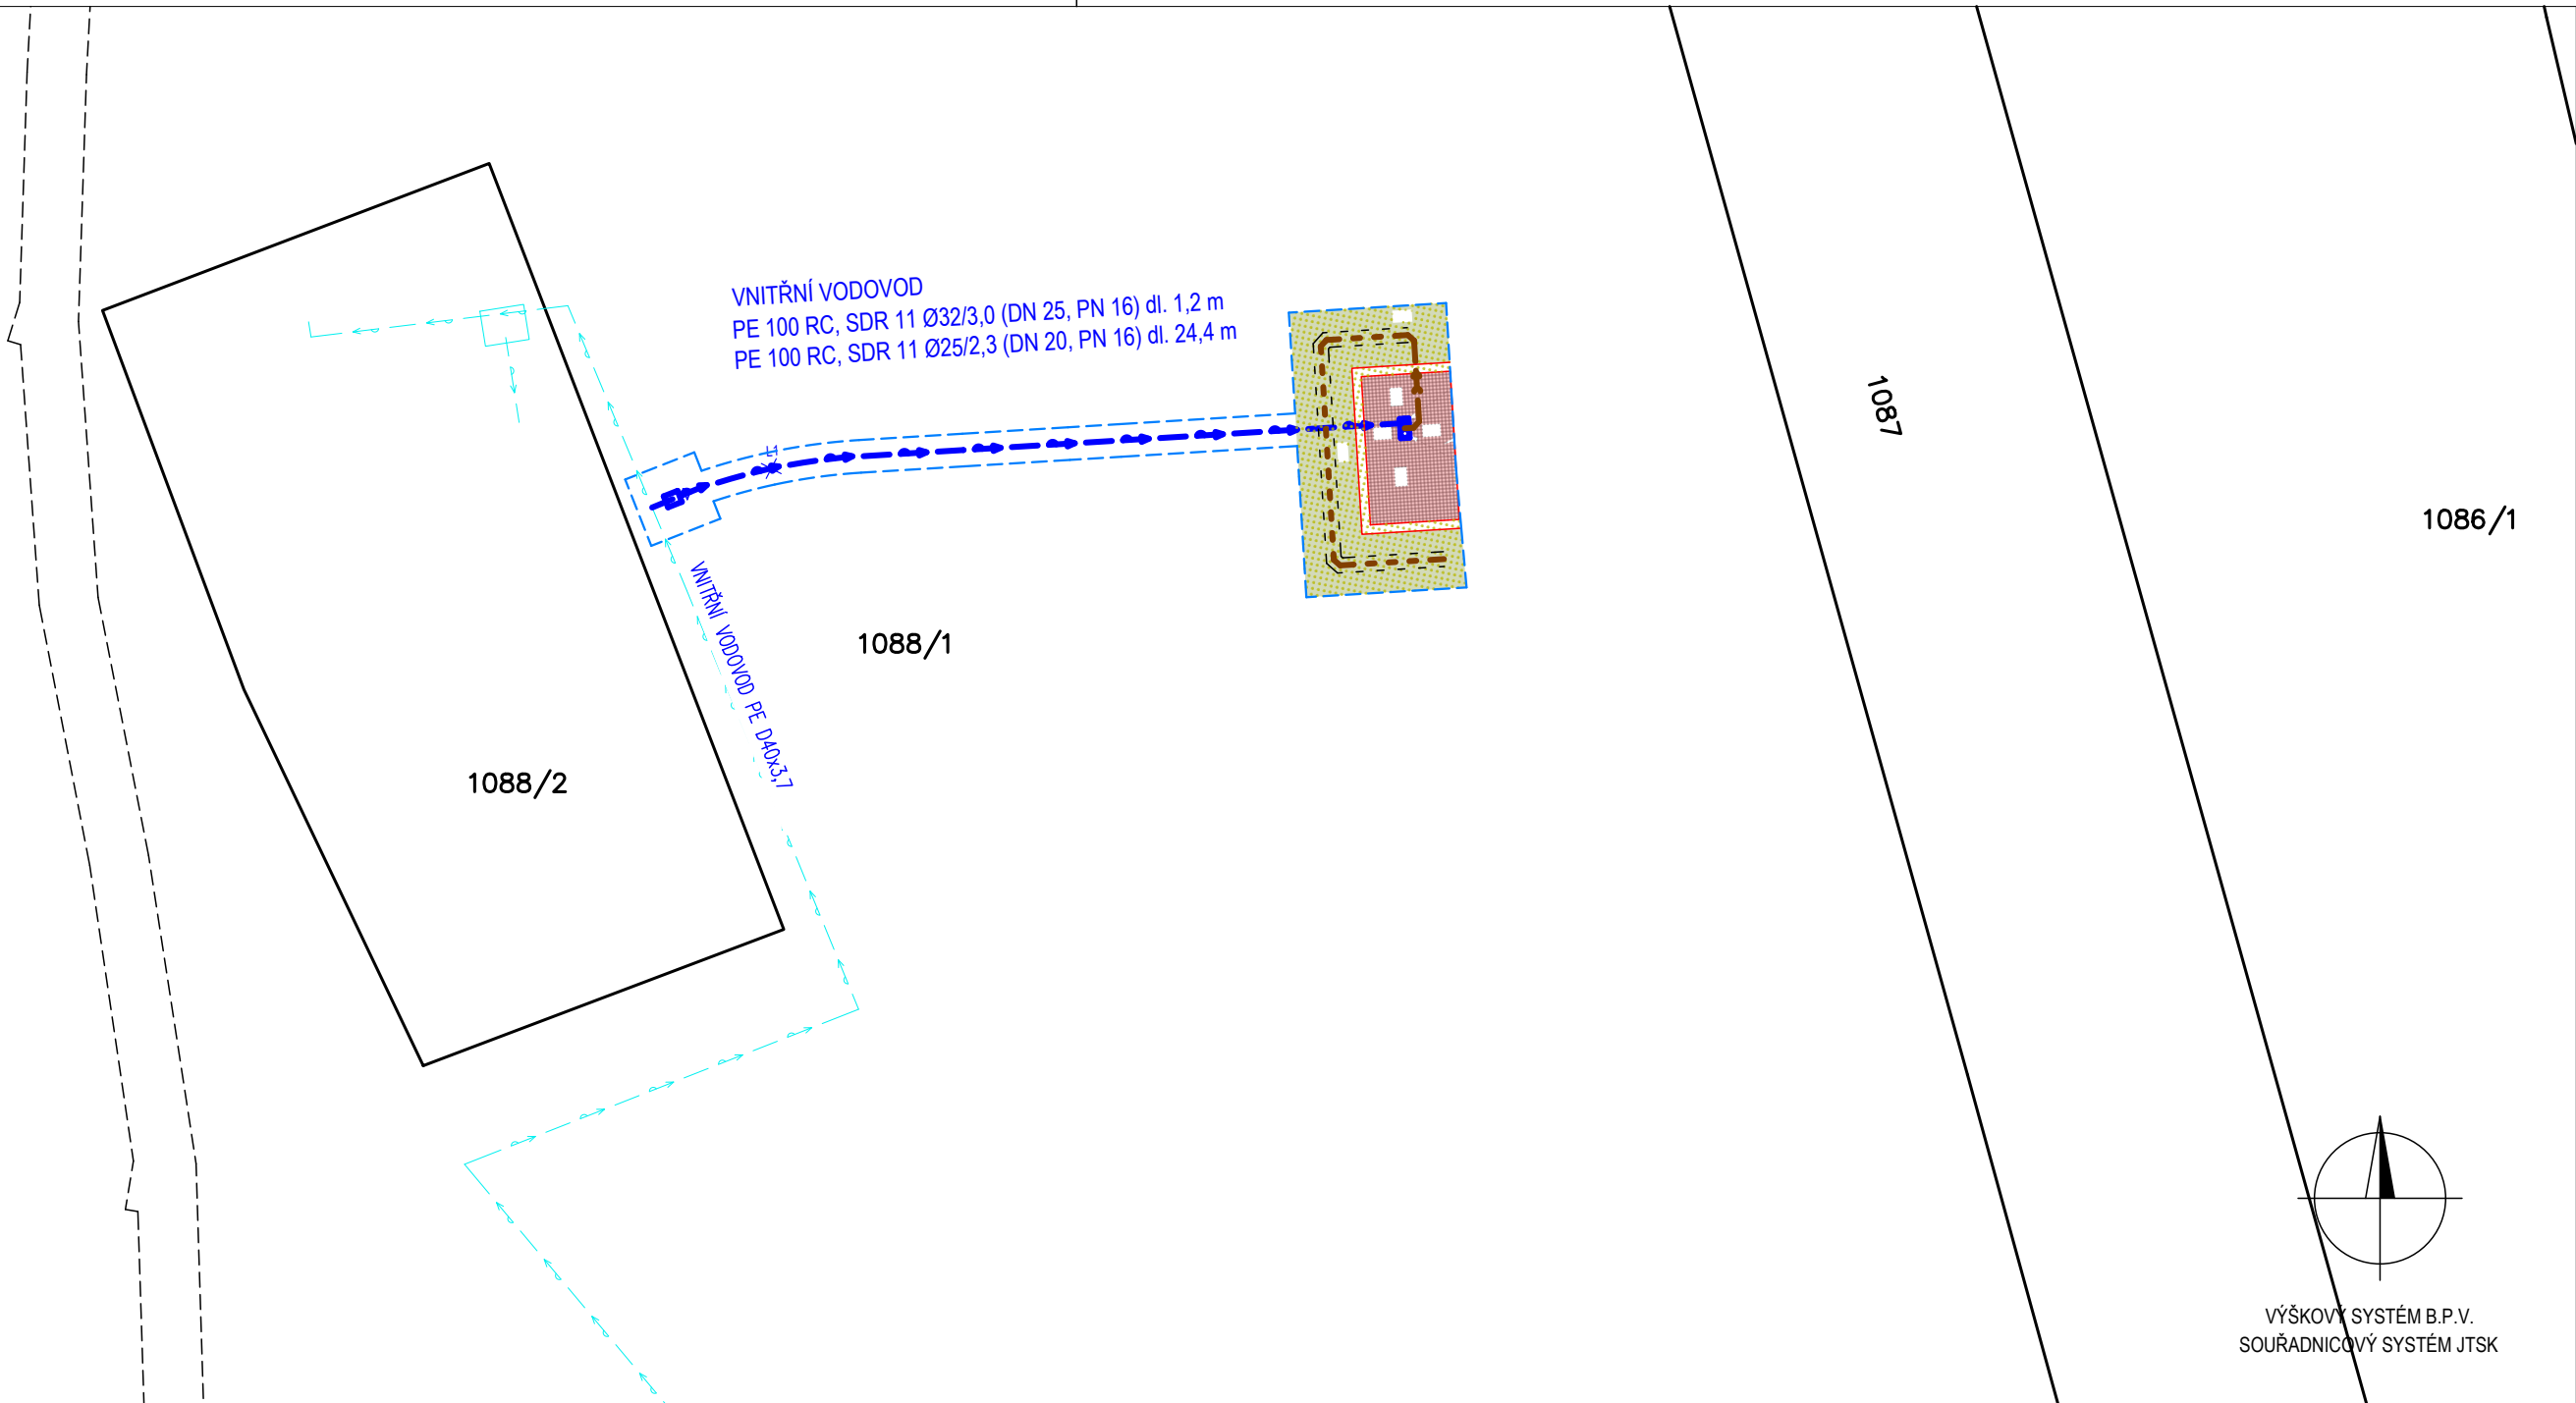 VNITŘNÍ VODOVOD
PE 100 RC, SDR 11 Ø32/3,0 (DN 25, PN 16) dl. 1,2 m
PE 100 RC, SDR 11 Ø25/2,3 (DN 20, PN 16) dl. 24,4 m
1087
1086/1
VNITŘNÍ VODOVOD PE D40x3,7
1088/1
1088/2
VÝŠKOVÝ SYSTÉM B.P.V.
SOUŘADNICOVÝ SYSTÉM JTSK